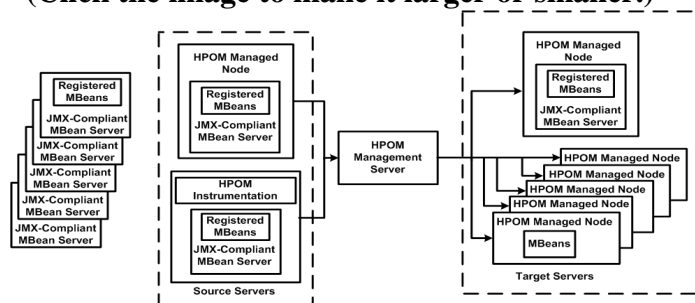 (Click the image to make it larger or smaller.)
Registered
MBeans
JMX-Compliant
MBean Server
JMX-Compliant
MBean Server
JMX-Compliant
MBean Server
JMX-Compliant
MBean Server
JMX-Compliant
MBean Server
HPOM Managed
Node
Registered
MBeans
JMX-Compliant
MBean Server
HPOM
Instrumentation
Registered
MBeans
JMX-Compliant
MBean Server
Source Servers
HPOM
Management
Server
HPOM Managed
Node
Registered
MBeans
JMX-Compliant
MBean Server
HPOM Managed Node
HPOM Managed Node
HPOM Managed Node
HPOM Managed Node
HPOM Managed Node
MBeans
Target Servers